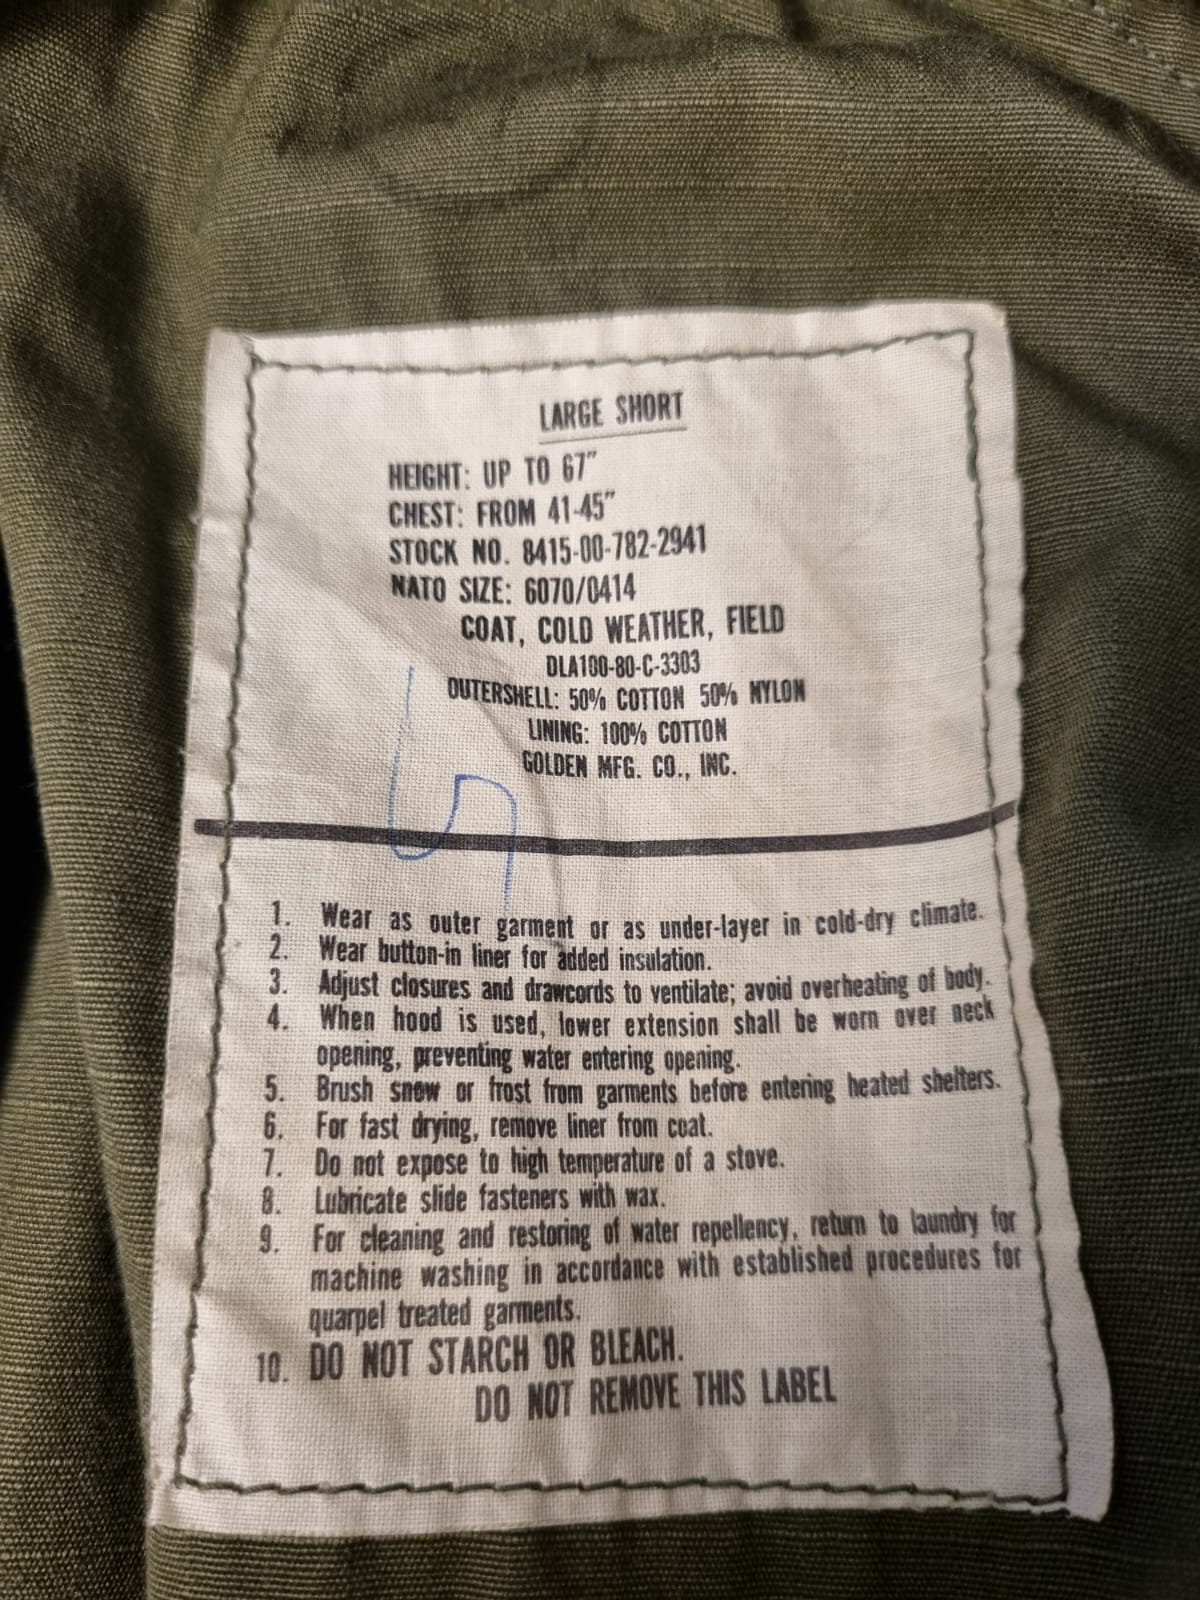 LARGE SHORT
HEIGHT: UP TO 67"
CHEST: FROM 41-45"
STOCK NO. 8415-00-782-2941
NATO SIZE: 6070/0414
COAT, COLD WEATHER, FIELD
DLA100-80-C-3303
OUTERSHELL: 50% COTTON 50% NYLON
LINING: 100% COTTON
GOLDEN MFG. CO., INC.
1. Wear as outer garment or as under-layer in cold-dry climate.
2. Wear button-in liner for added insulation.
3. Adjust closures and drawcords to ventilate; avoid overheating of body.
4. When hood is used, lower extension shall be worn over neck
opening, preventing water entering opening.
5. Brush snow or frost from garments before entering heated shelters.
6. For fast drying, remove liner from coat.
7. Do not expose to high temperature of a stove.
8. Lubricate slide fasteners with wax.
9. For cleaning and restoring of water repellency, return to laundry for
machine washing in accordance with established procedures for
quarpel treated garments.
10. DO NOT STARCH OR BLEACH.
DO NOT REMOVE THIS LABEL